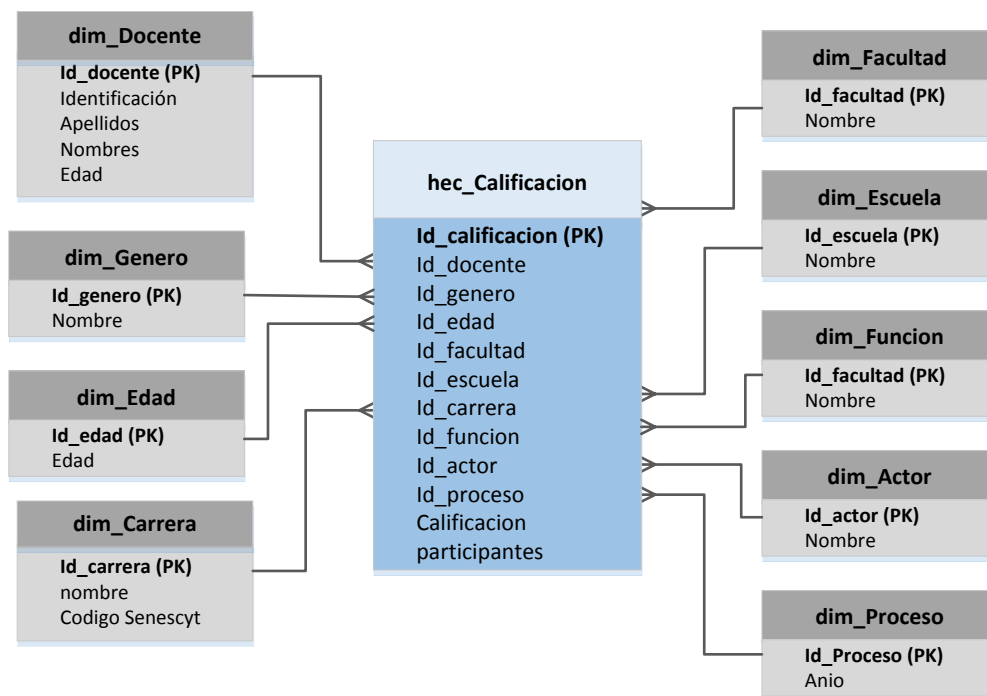 dim_Docente
Id_docente (PK)
Identificación
Apellidos
Nombres
Edad
dim_Genero
Id_genero (PK)
Nombre
dim_Edad
Id_edad (PK)
Edad
dim_Carrera
Id_carrera (PK)
nombre
Codigo Senescyt
hec_Calificacion
Id_calificacion (PK)
Id_docente
Id_genero
Id_edad
Id_facultad
Id_escuela
Id_carrera
Id_funcion
Id_actor
Id_proceso
Calificacion
participantes
dim_Facultad
Id_facultad (PK)
Nombre
dim_Escuela
Id_escuela (PK)
Nombre
dim_Funcion
Id_facultad (PK)
Nombre
dim_Actor
Id_actor (PK)
Nombre
dim_Proceso
Id_Proceso (PK)
Anio